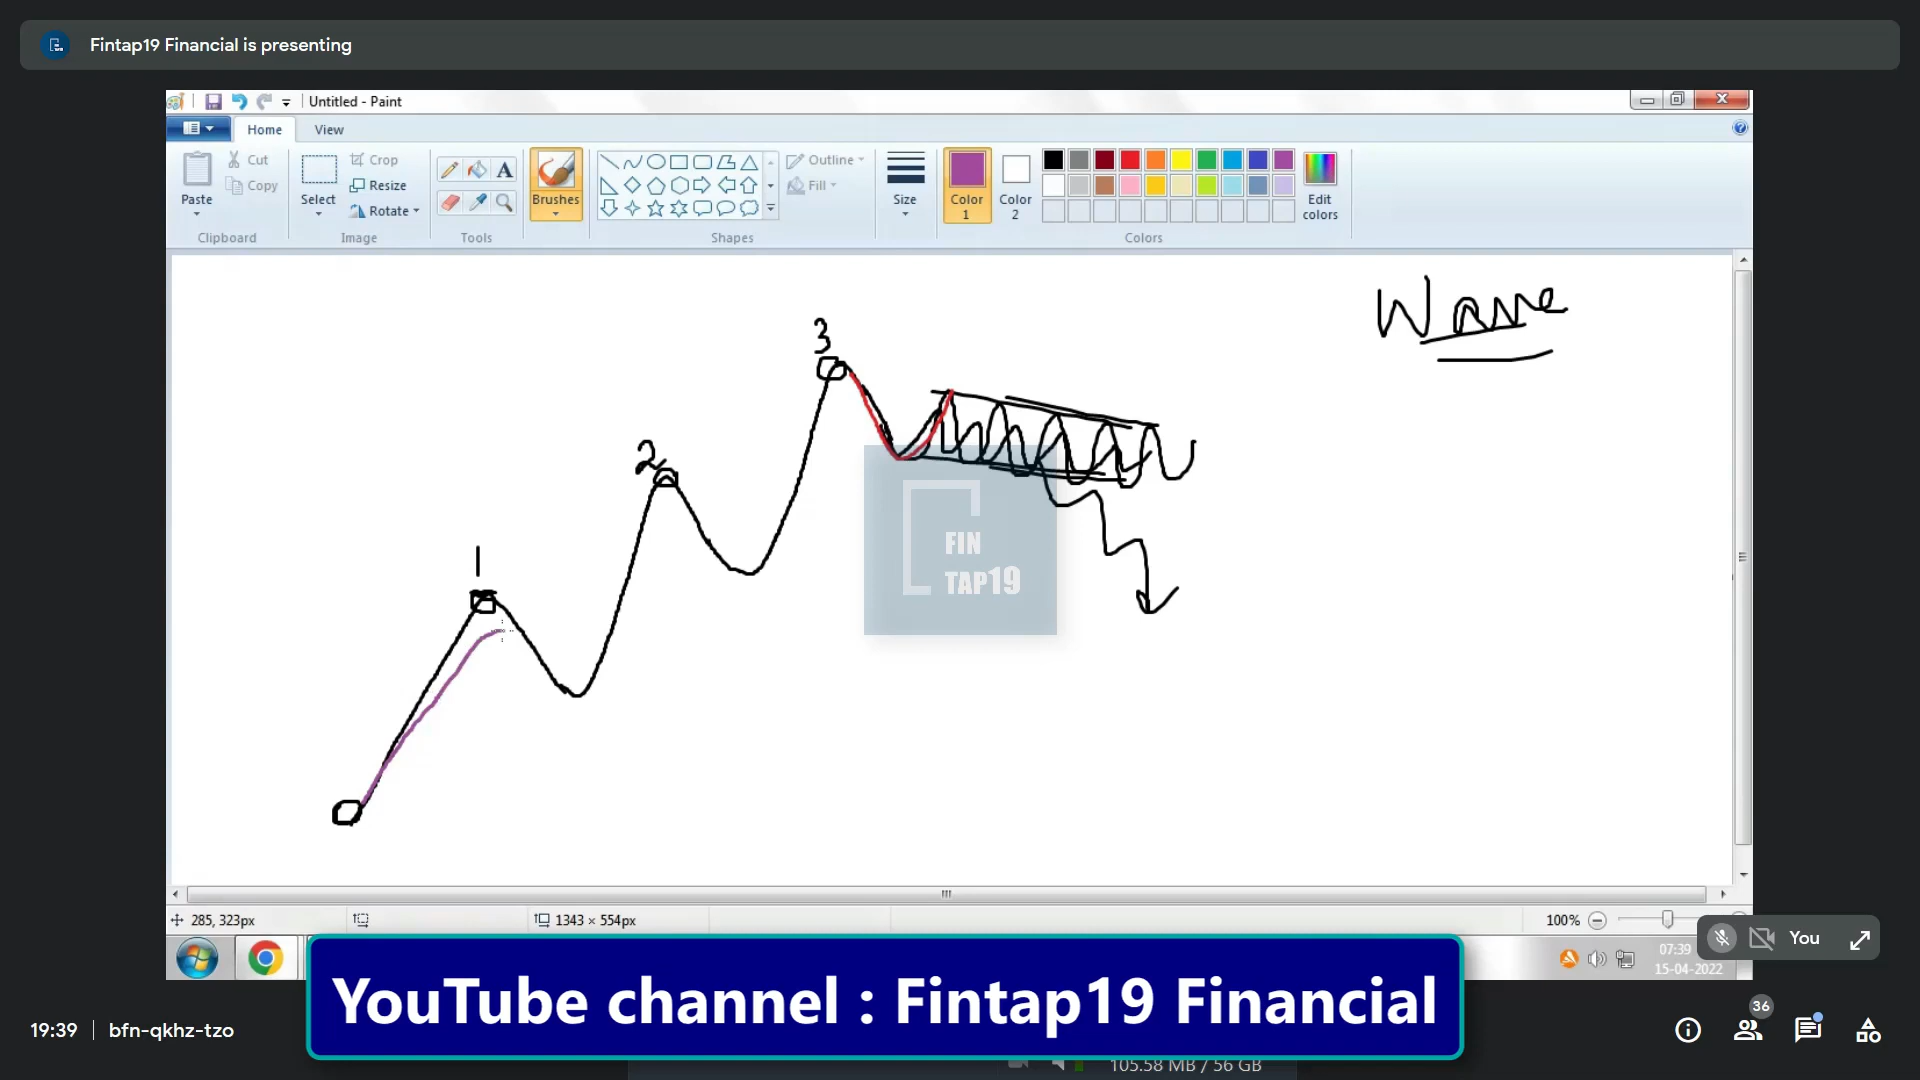 Fintap19 Financial is presenting
Untitled - Paint
Home View
Paste
Cut
Copy
Clipboard
Select
Crop
Resize
Rotate
Image
Tools
Brushes
Shapes
Outline
Fill
Size
Color 1
Color 2
Edit colors
Colors
3
2
1
FIN
TAP19
285, 323px
1343 × 554px
100%
You
07:39
15-04-2022
YouTube channel : Fintap19 Financial
19:39 | bfn-qkhz-tzo
36
105.58 MB / 56 GB